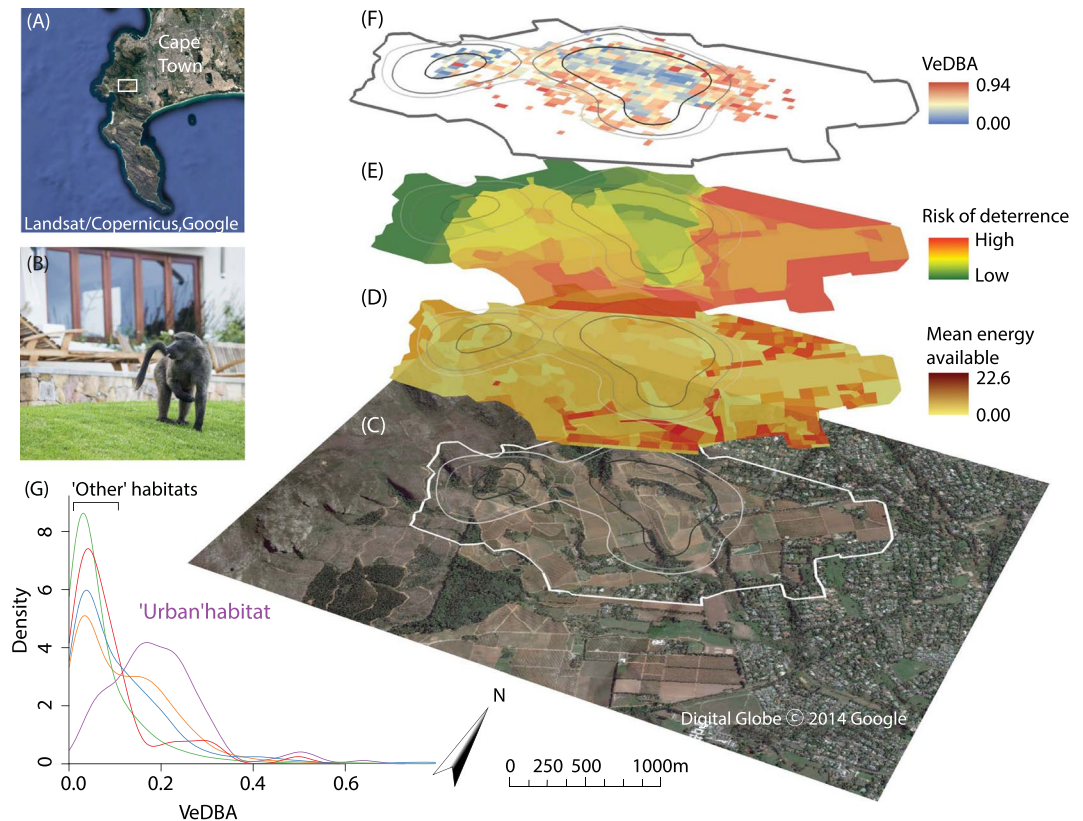 (A)
Cape
Town
Landsat/Copernicus,Google
(B)
(F)
VeDBA
0.94
0.00
(E)
Risk of deterrence
High
Low
(D)
Mean energy
available
22.6
0.00
(C)
Digital Globe © 2014 Google
N
0 250 500 1000m
(G)
'Other' habitats
'Urban'habitat
Density
8
6
4
2
0
0.0 0.2 0.4 0.6
VeDBA